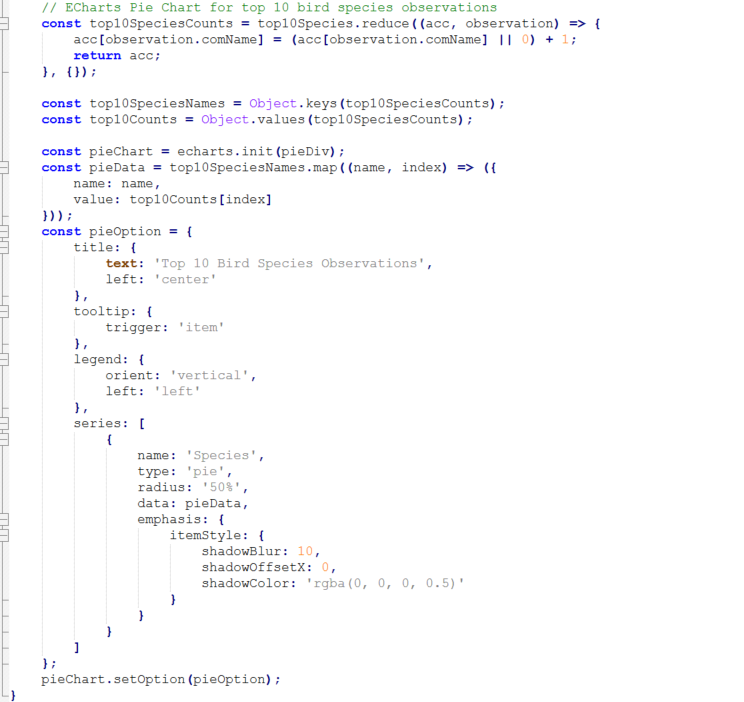 // ECharts Pie Chart for top 10 bird species observations
const top10SpeciesCounts = top10Species.reduce((acc, observation) => {
    acc[observation.comName] = (acc[observation.comName] || 0) + 1;
    return acc;
}, {});

const top10SpeciesNames = Object.keys(top10SpeciesCounts);
const top10Counts = Object.values(top10SpeciesCounts);

const pieChart = echarts.init(pieDiv);
const pieData = top10SpeciesNames.map((name, index) => ({
    name: name,
    value: top10Counts[index]
}));
const pieOption = {
    title: {
        text: 'Top 10 Bird Species Observations',
        left: 'center'
    },
    tooltip: {
        trigger: 'item'
    },
    legend: {
        orient: 'vertical',
        left: 'left'
    },
    series: [
        {
            name: 'Species',
            type: 'pie',
            radius: '50%',
            data: pieData,
            emphasis: {
                itemStyle: {
                    shadowBlur: 10,
                    shadowOffsetX: 0,
                    shadowColor: 'rgba(0, 0, 0, 0.5)'
                }
            }
        }
    ]
};
pieChart.setOption(pieOption);
}